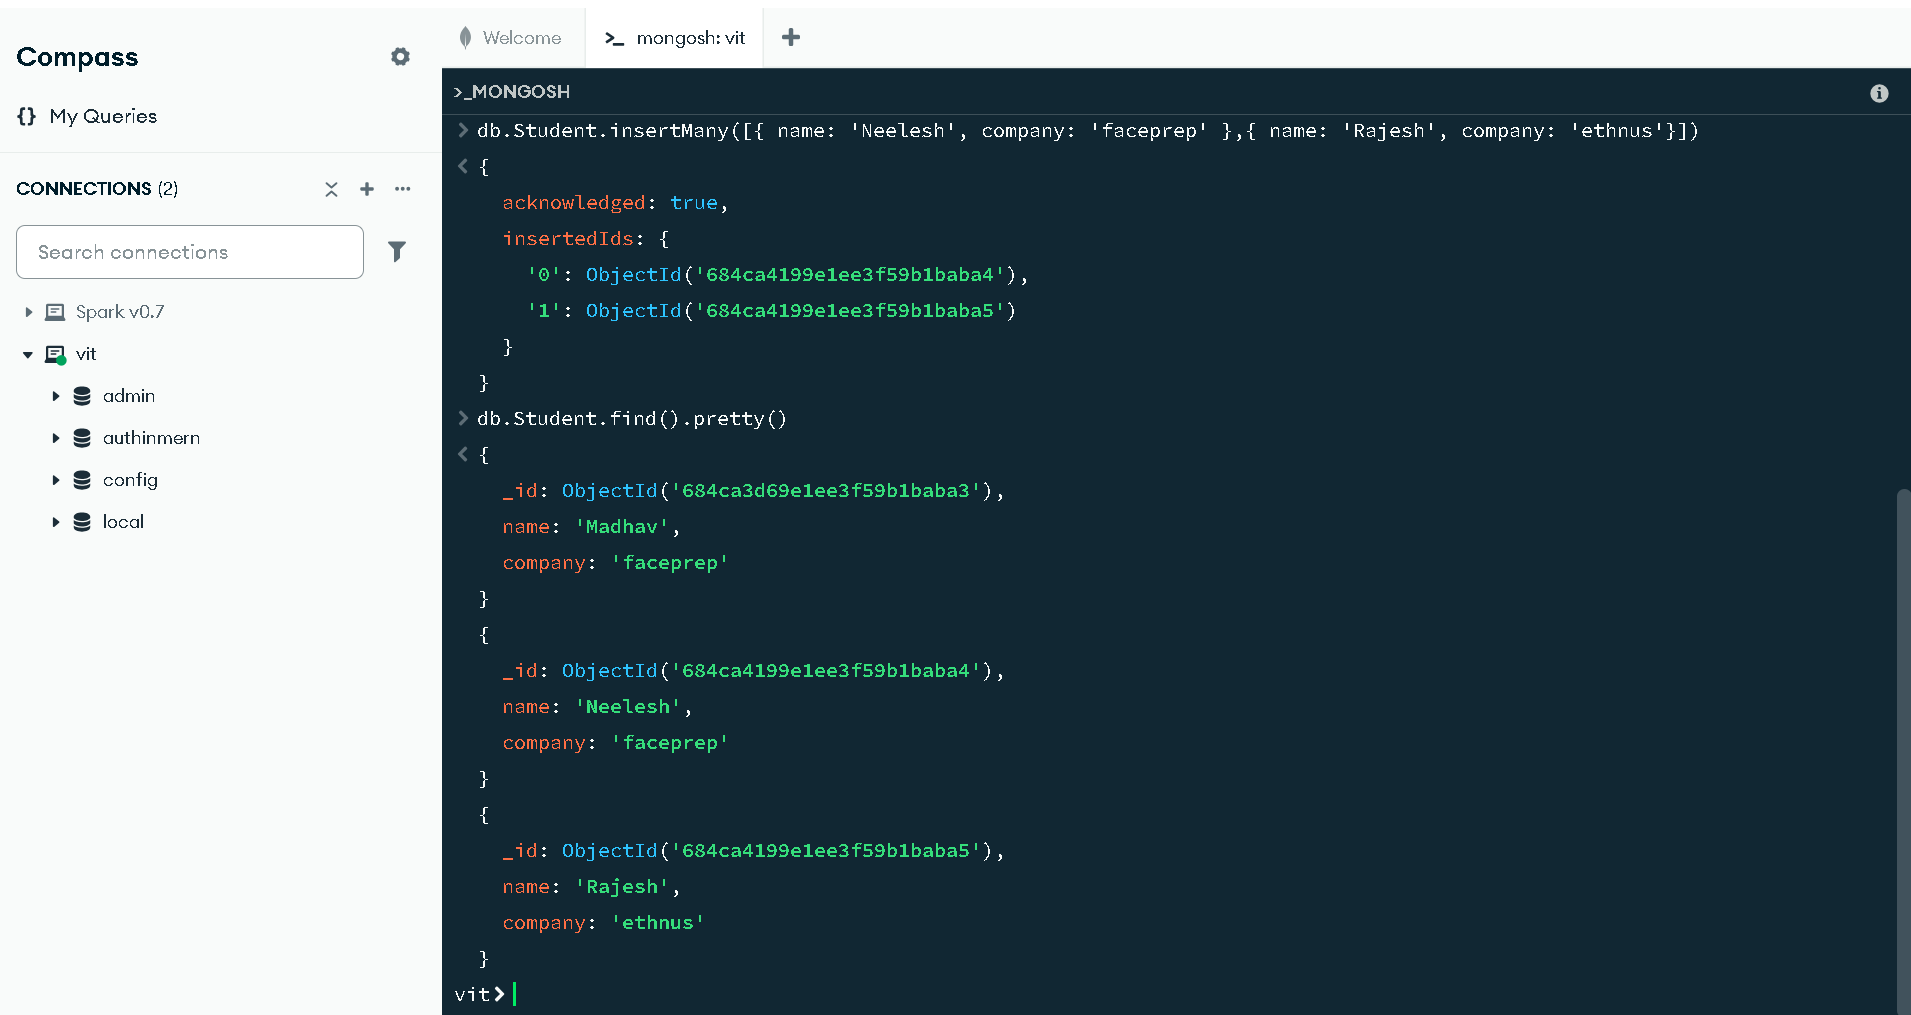 Compass
{} My Queries
CONNECTIONS (2)
Search connections
Spark v0.7
vit
admin
authinmern
config
local
Welcome
>_ mongosh: vit
>_MONGOSH
> db.Student.insertMany([{ name: 'Neelesh', company: 'faceprep' },{ name: 'Rajesh', company: 'ethnus'}])
< {
acknowledged: true,
insertedIds: {
'0': ObjectId('684ca4199e1ee3f59b1baba4'),
'1': ObjectId('684ca4199e1ee3f59b1baba5')
}
}
> db.Student.find().pretty()
< {
_id: ObjectId('684ca3d69e1ee3f59b1baba3'),
name: 'Madhav',
company: 'faceprep'
}
{
_id: ObjectId('684ca4199e1ee3f59b1baba4'),
name: 'Neelesh',
company: 'faceprep'
}
{
_id: ObjectId('684ca4199e1ee3f59b1baba5'),
name: 'Rajesh',
company: 'ethnus'
}
vit>